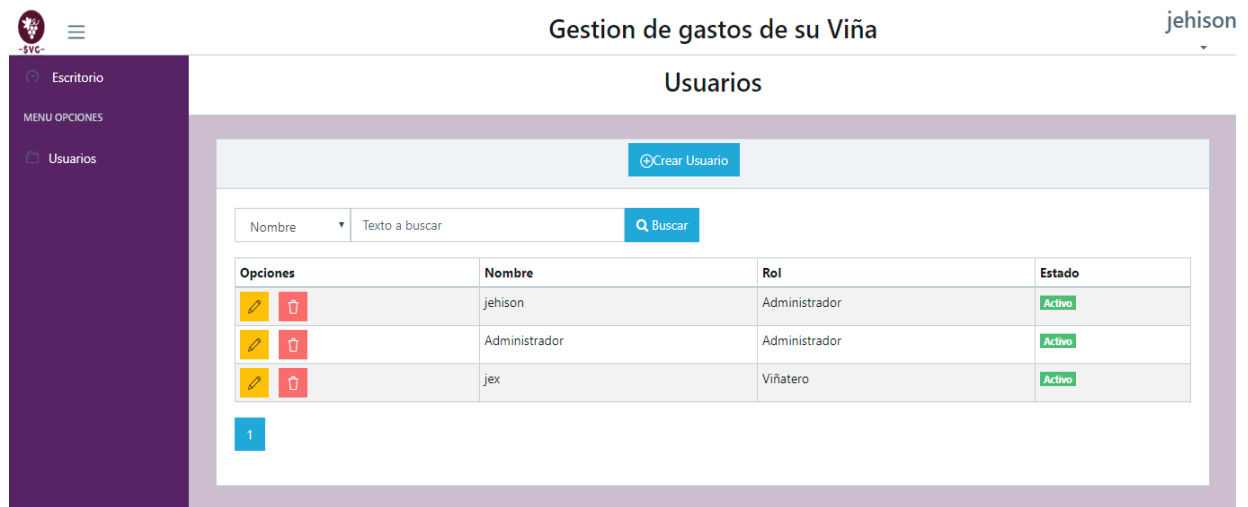 -SVG-
Gestion de gastos de su Viña
jehison
Escritorio
Usuarios
MENU OPCIONES
Usuarios
Crear Usuario
Nombre
Texto a buscar
Buscar
Opciones Nombre Rol Estado
jehison Administrador Activo
Administrador Administrador Activo
jex Viñatero Activo
1